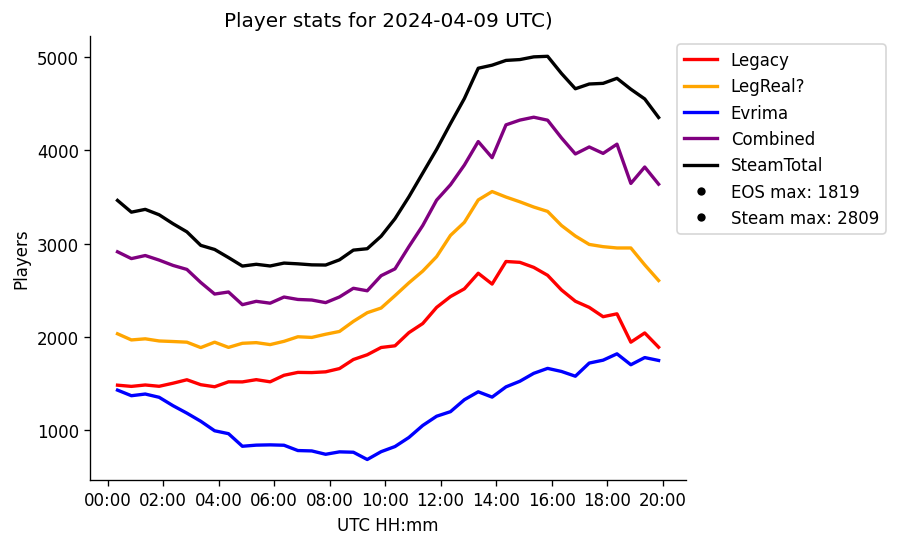 Player stats for 2024-04-09 UTC)
5000
4000
3000
2000
1000
Players
00:00 02:00 04:00 06:00 08:00 10:00 12:00 14:00 16:00 18:00 20:00
UTC HH:mm
Legacy
LegReal?
Evrima
Combined
SteamTotal
EOS max: 1819
Steam max: 2809